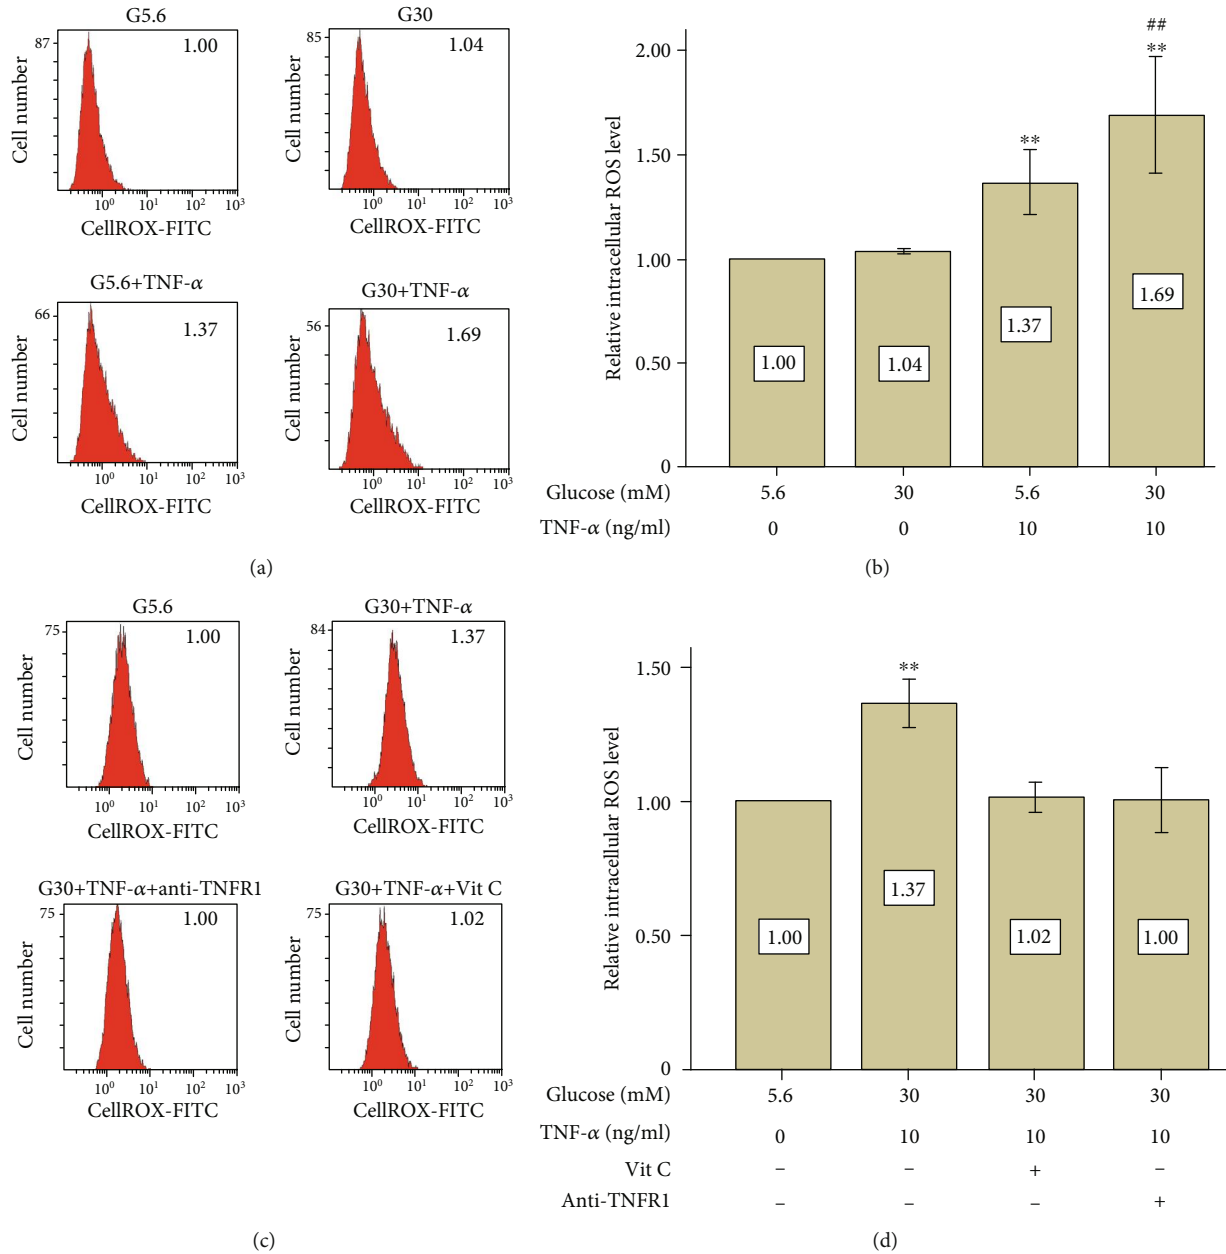 G5.6
87
1.00
Cell number
10⁰ 10¹ 10² 10³
CellROX-FITC
G30
85
1.04
Cell number
10⁰ 10¹ 10² 10³
CellROX-FITC
G5.6+TNF-α
66
1.37
Cell number
10⁰ 10¹ 10² 10³
CellROX-FITC
G30+TNF-α
56
1.69
Cell number
10⁰ 10¹ 10² 10³
CellROX-FITC
(a)
Relative intracellular ROS level
2.00
1.50
1.00
0.50
0
##
**
**
1.00
1.04
1.37
1.69
Glucose (mM) 5.6 30 5.6 30
TNF-α (ng/ml) 0 0 10 10
(b)
G5.6
75
1.00
Cell number
10⁰ 10¹ 10² 10³
CellROX-FITC
G30+TNF-α
84
1.37
Cell number
10⁰ 10¹ 10² 10³
CellROX-FITC
G30+TNF-α+anti-TNFR1
75
1.00
Cell number
10⁰ 10¹ 10² 10³
CellROX-FITC
G30+TNF-α+Vit C
75
1.02
Cell number
10⁰ 10¹ 10² 10³
CellROX-FITC
(c)
Relative intracellular ROS level
1.50
1.00
0.50
0
**
1.00
1.37
1.02
1.00
Glucose (mM) 5.6 30 30 30
TNF-α (ng/ml) 0 10 10 10
Vit C – – + –
Anti-TNFR1 – – – +
(d)